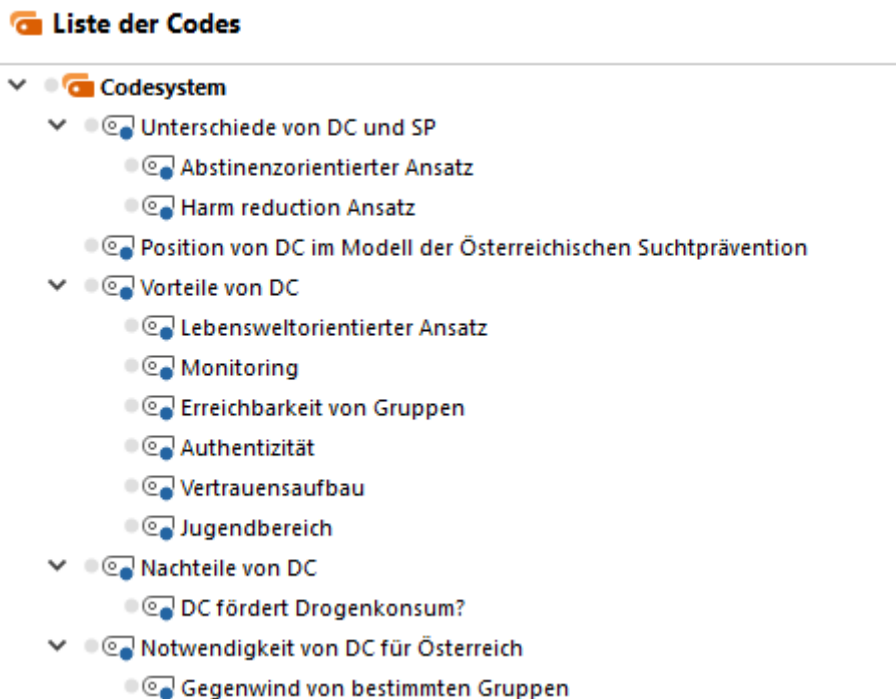 Liste der Codes
Codesystem
Unterschiede von DC und SP
Abstinenzorientierter Ansatz
Harm reduction Ansatz
Position von DC im Modell der Österreichischen Suchtprävention
Vorteile von DC
Lebensweltorientierter Ansatz
Monitoring
Erreichbarkeit von Gruppen
Authentizität
Vertrauensaufbau
Jugendbereich
Nachteile von DC
DC fördert Drogenkonsum?
Notwendigkeit von DC für Österreich
Gegenwind von bestimmten Gruppen